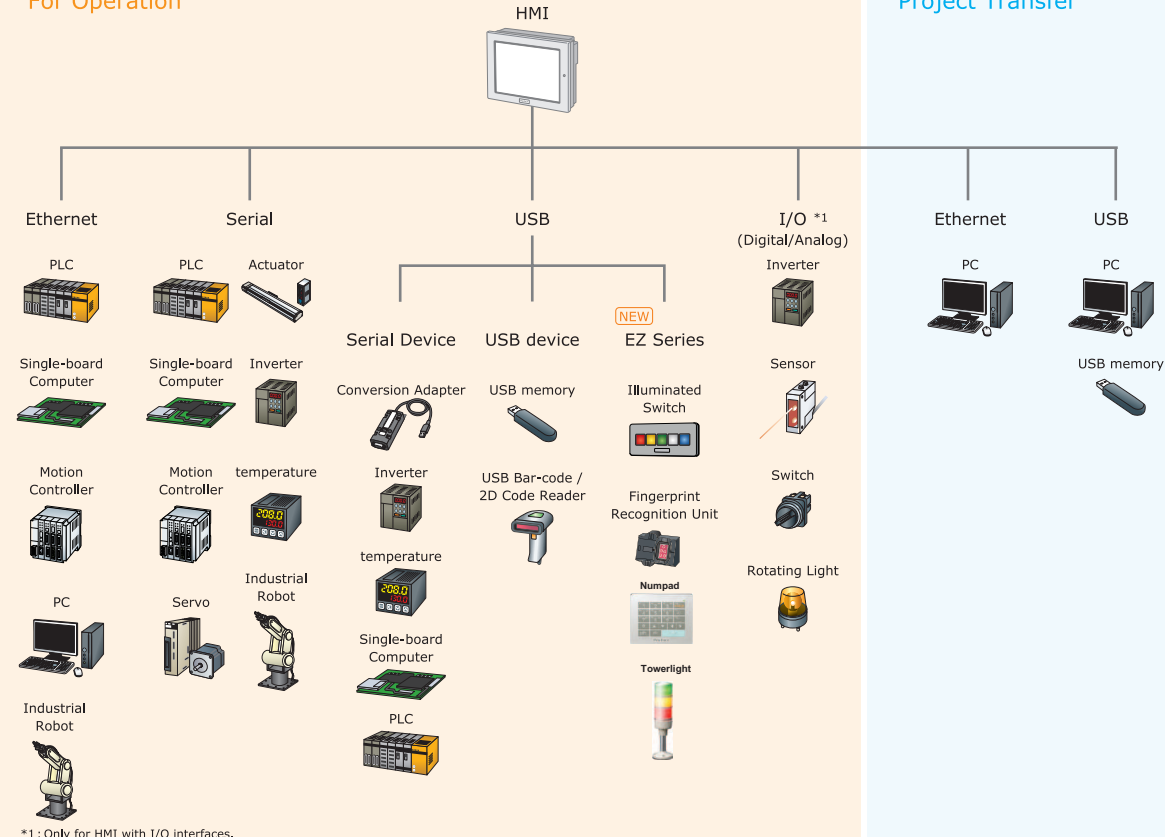 For Operation
Project Transfer
HMI
Ethernet
Serial
USB
I/O *1
(Digital/Analog)
Ethernet
USB
PLC
PLC
Actuator
Inverter
PC
PC
NEW
Serial Device
USB device
EZ Series
Single-board
Computer
Single-board
Computer
Inverter
Sensor
USB memory
Conversion Adapter
USB memory
Illuminated
Switch
Motion
Controller
Motion
Controller
temperature
208.0
Inverter
USB Bar-code /
2D Code Reader
Fingerprint
Recognition Unit
Switch
temperature
208.0
Numpad
Rotating Light
PC
Servo
Industrial
Robot
Single-board
Computer
Towerlight
Industrial
Robot
PLC
*1 : Only for HMI with I/O interfaces.